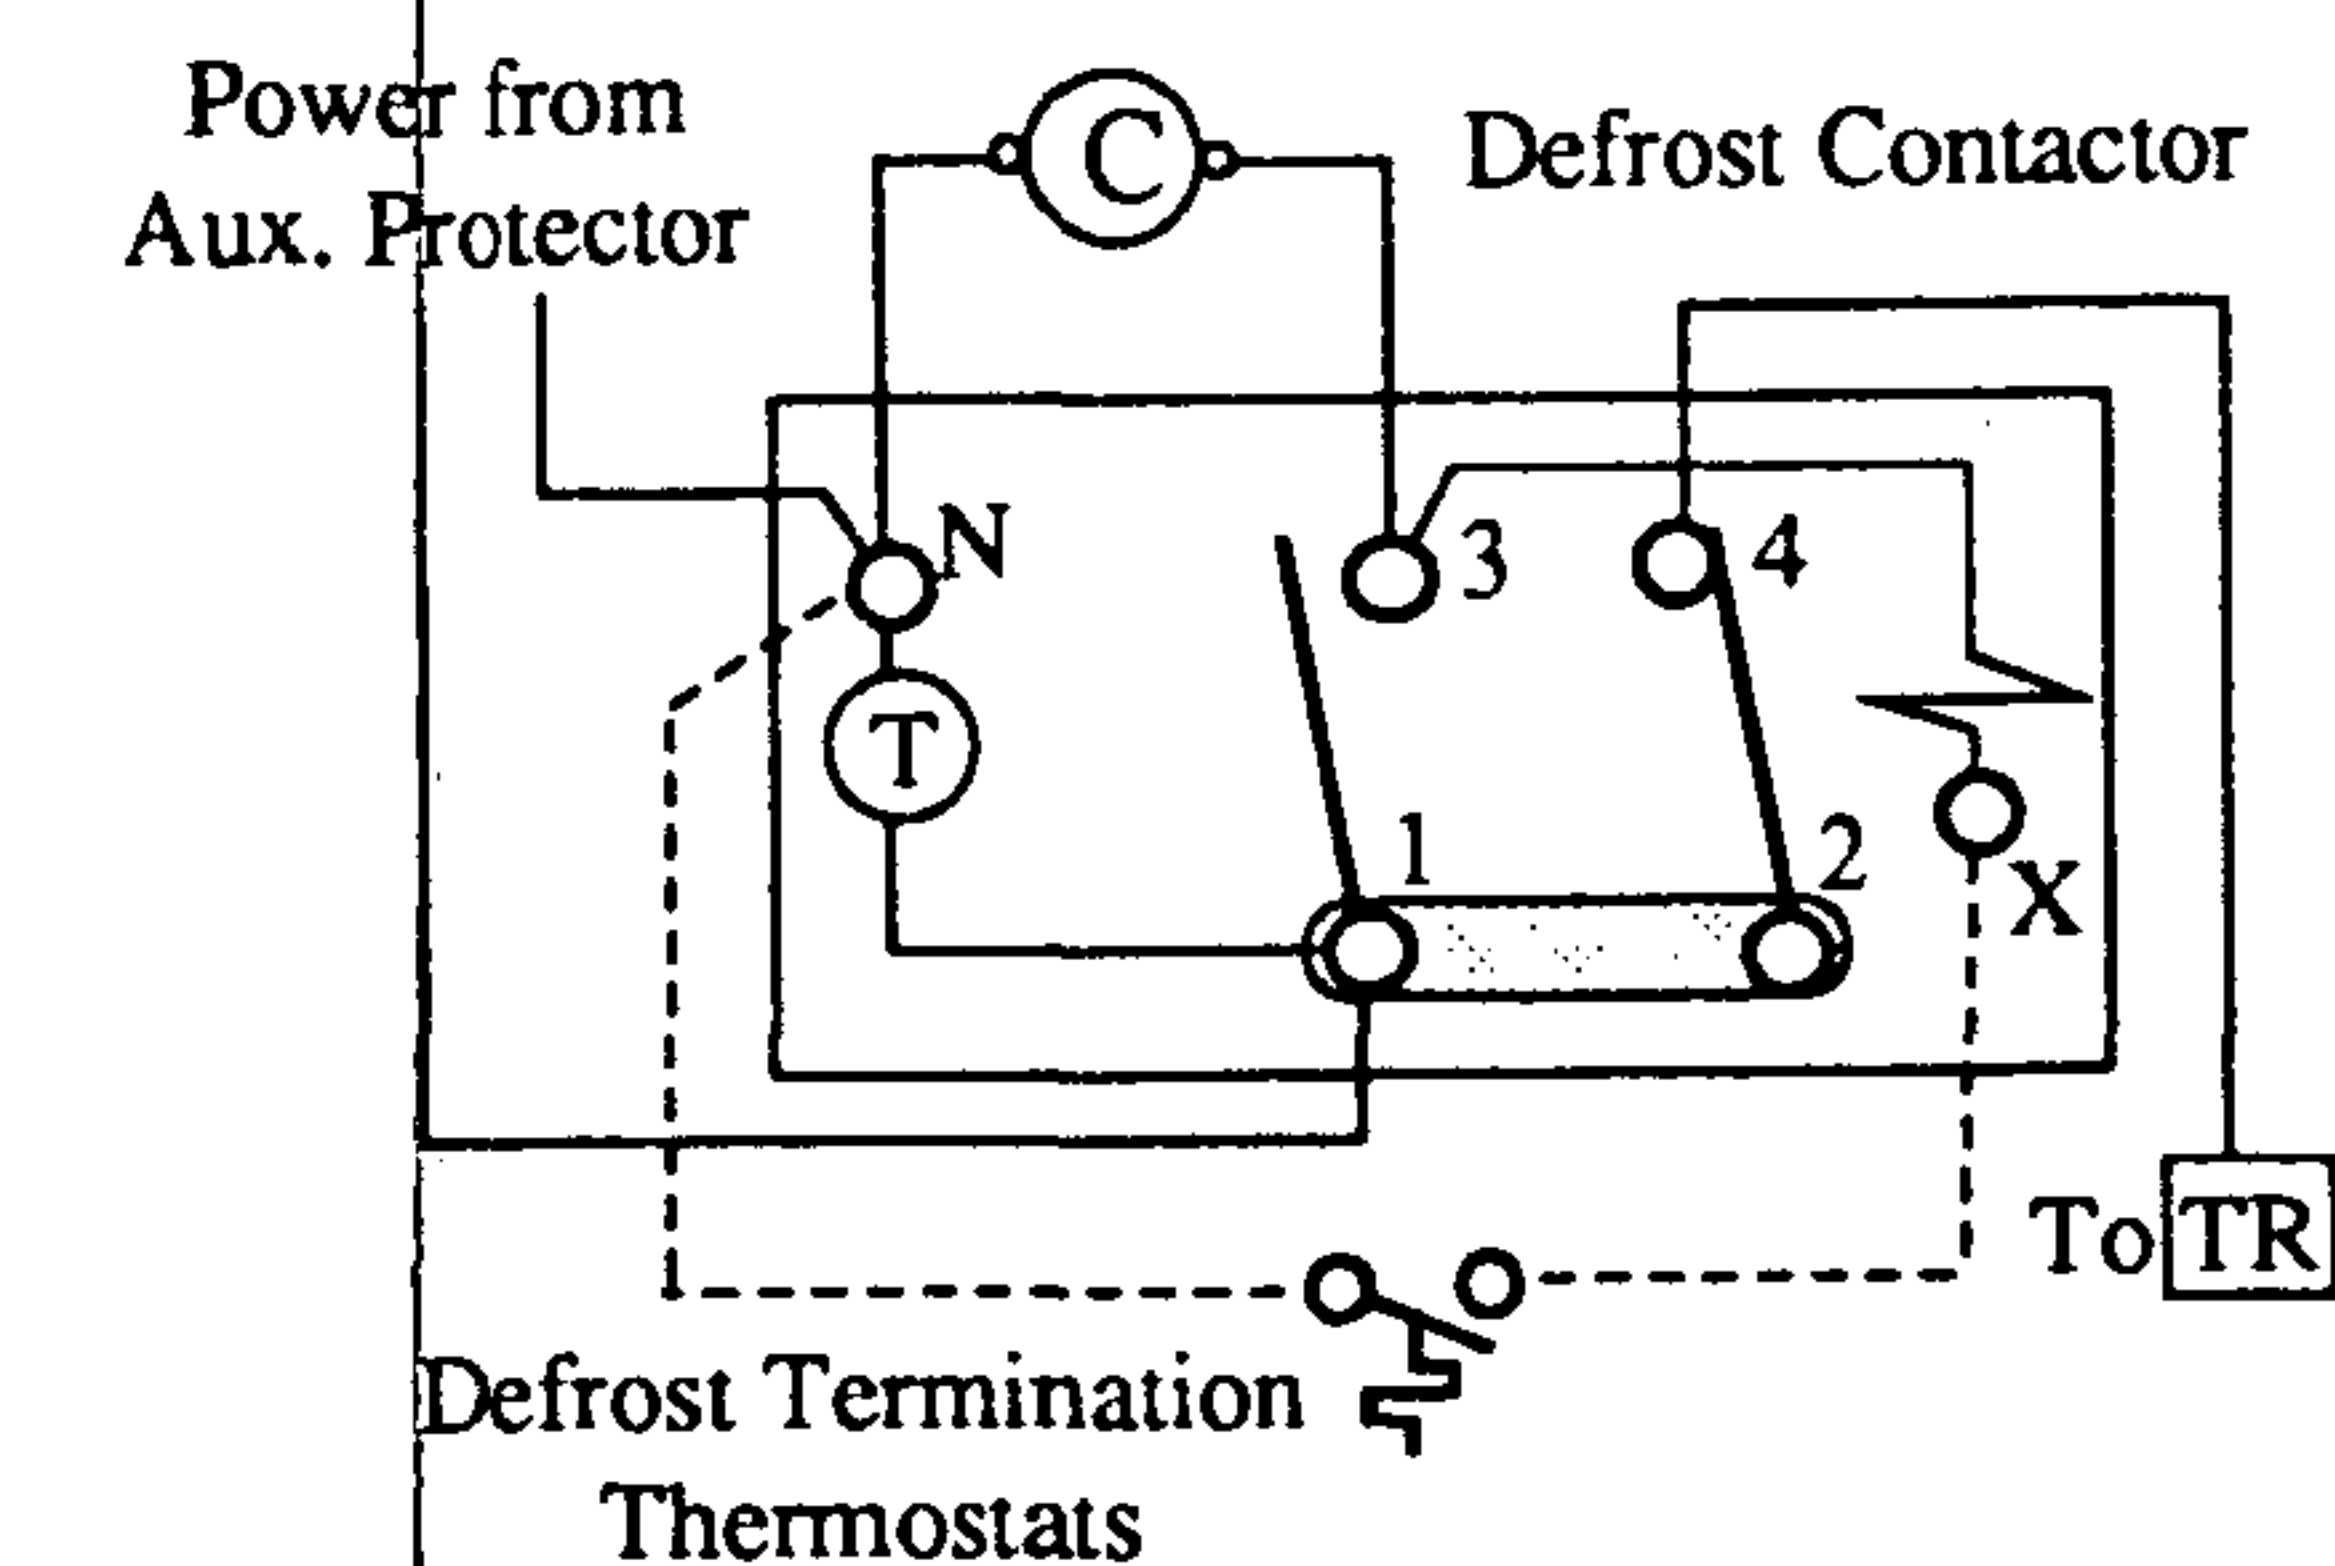 Power from
Aux. Protector
C
Defrost Contactor
N
3
4
T
1
2
X
To TR
Defrost Termination
Thermostats